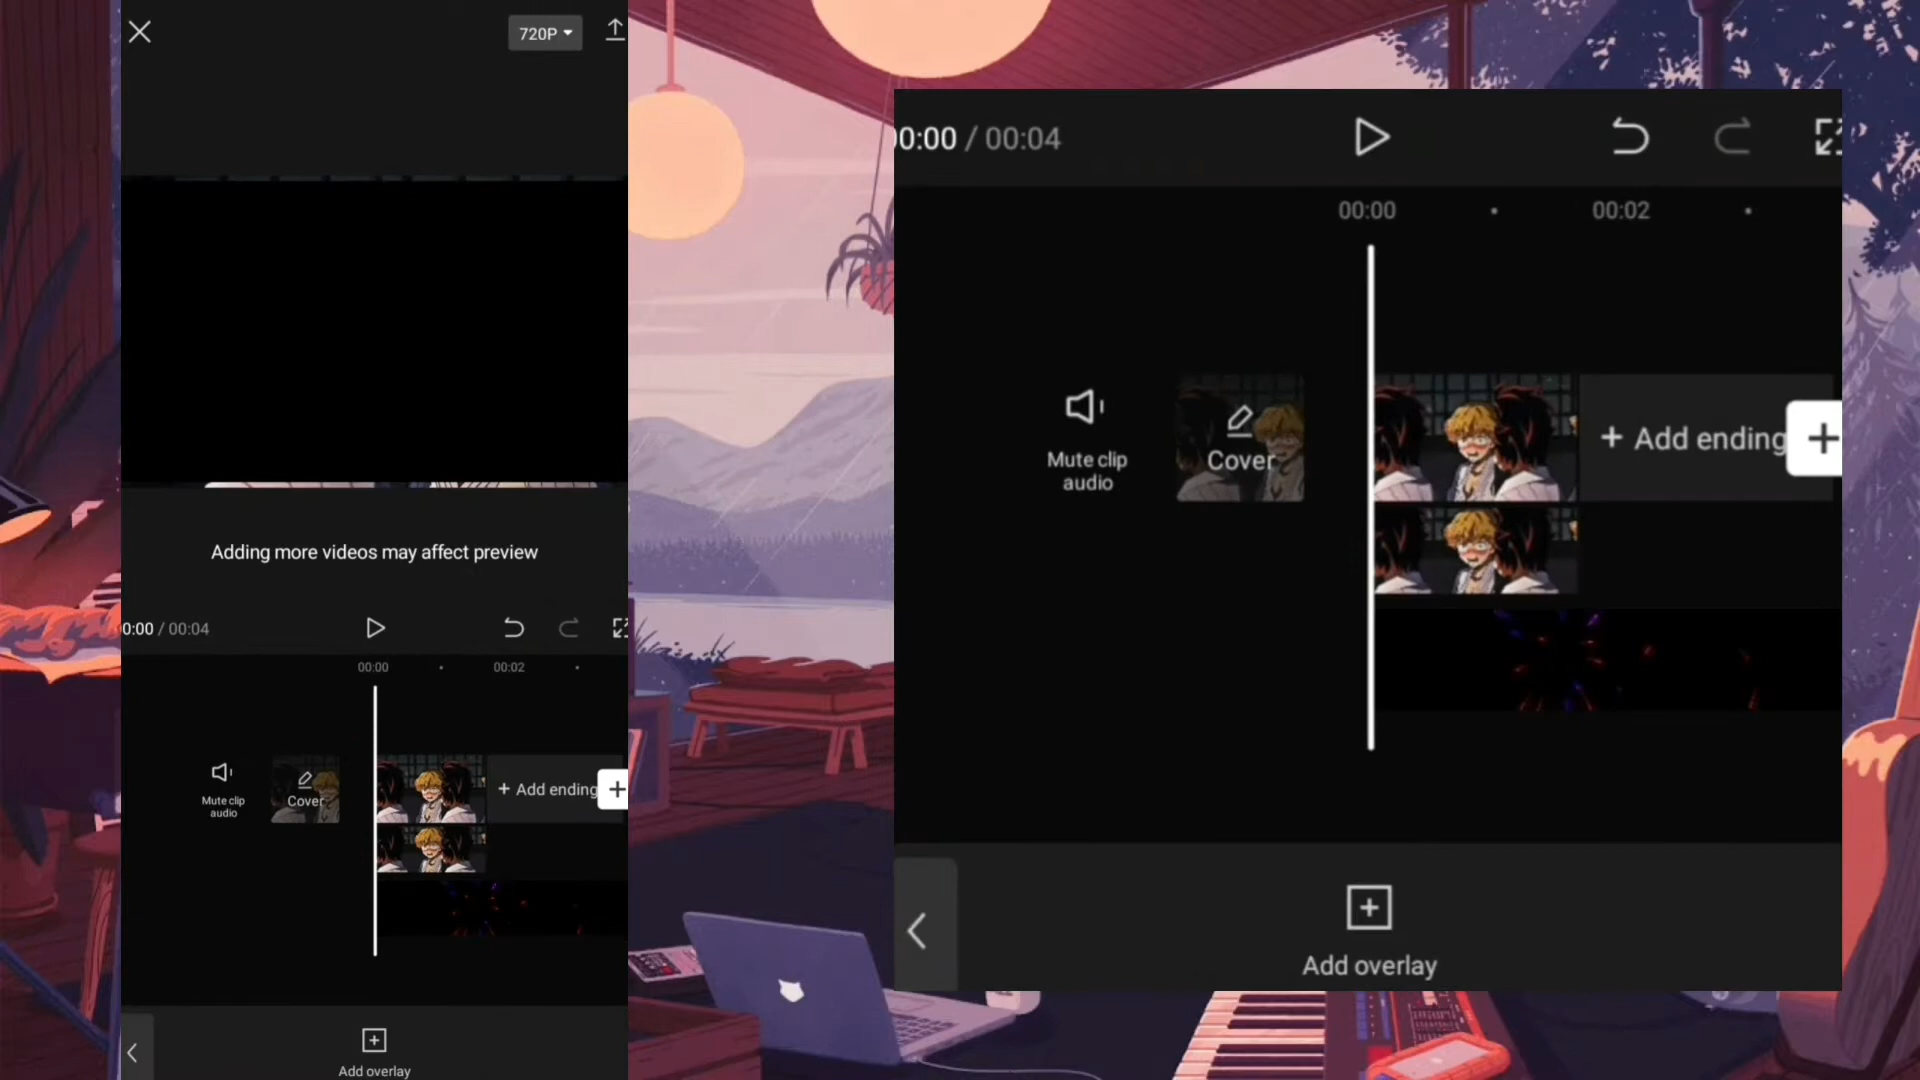 720P
Adding more videos may affect preview
0:00 / 00:04
00:00
00:02
Mute clip
audio
Cover
+ Add ending
Add overlay
00:00 / 00:04
00:00
00:02
Mute clip
audio
Cover
+ Add ending
Add overlay